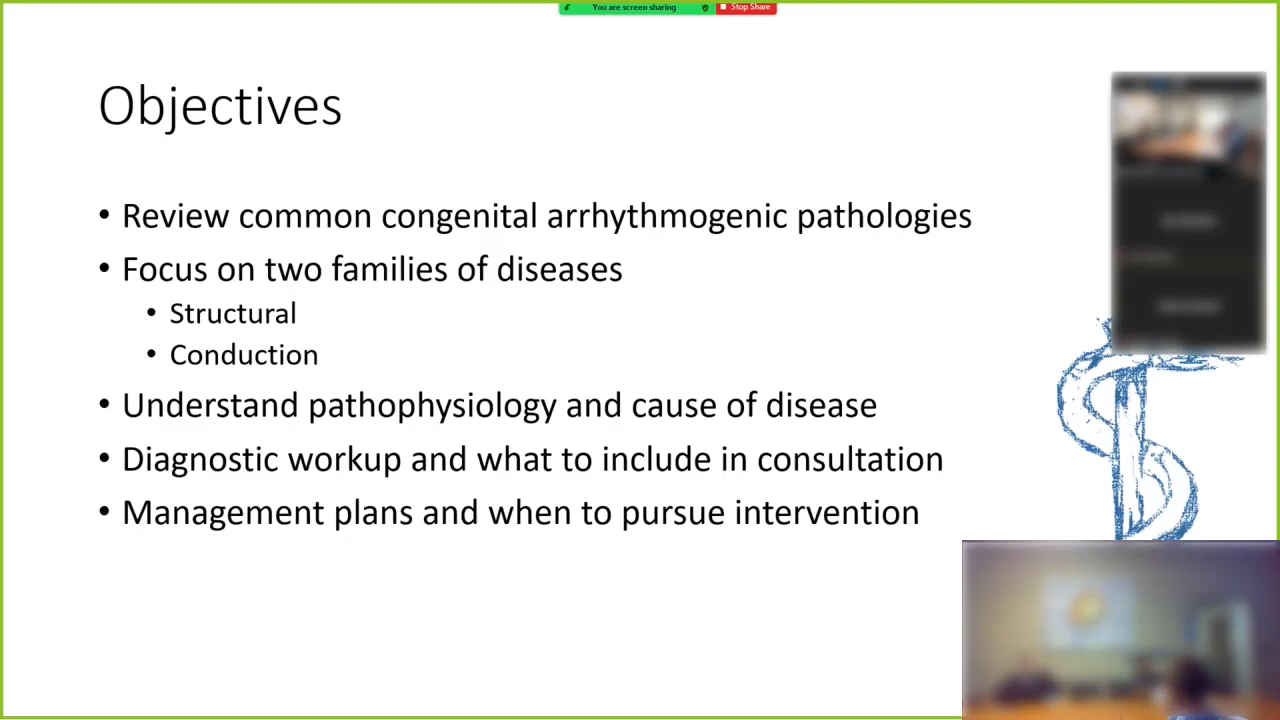 You are screen sharing
Stop Share
Objectives
• Review common congenital arrhythmogenic pathologies
• Focus on two families of diseases
• Structural
• Conduction
• Understand pathophysiology and cause of disease
• Diagnostic workup and what to include in consultation
• Management plans and when to pursue intervention